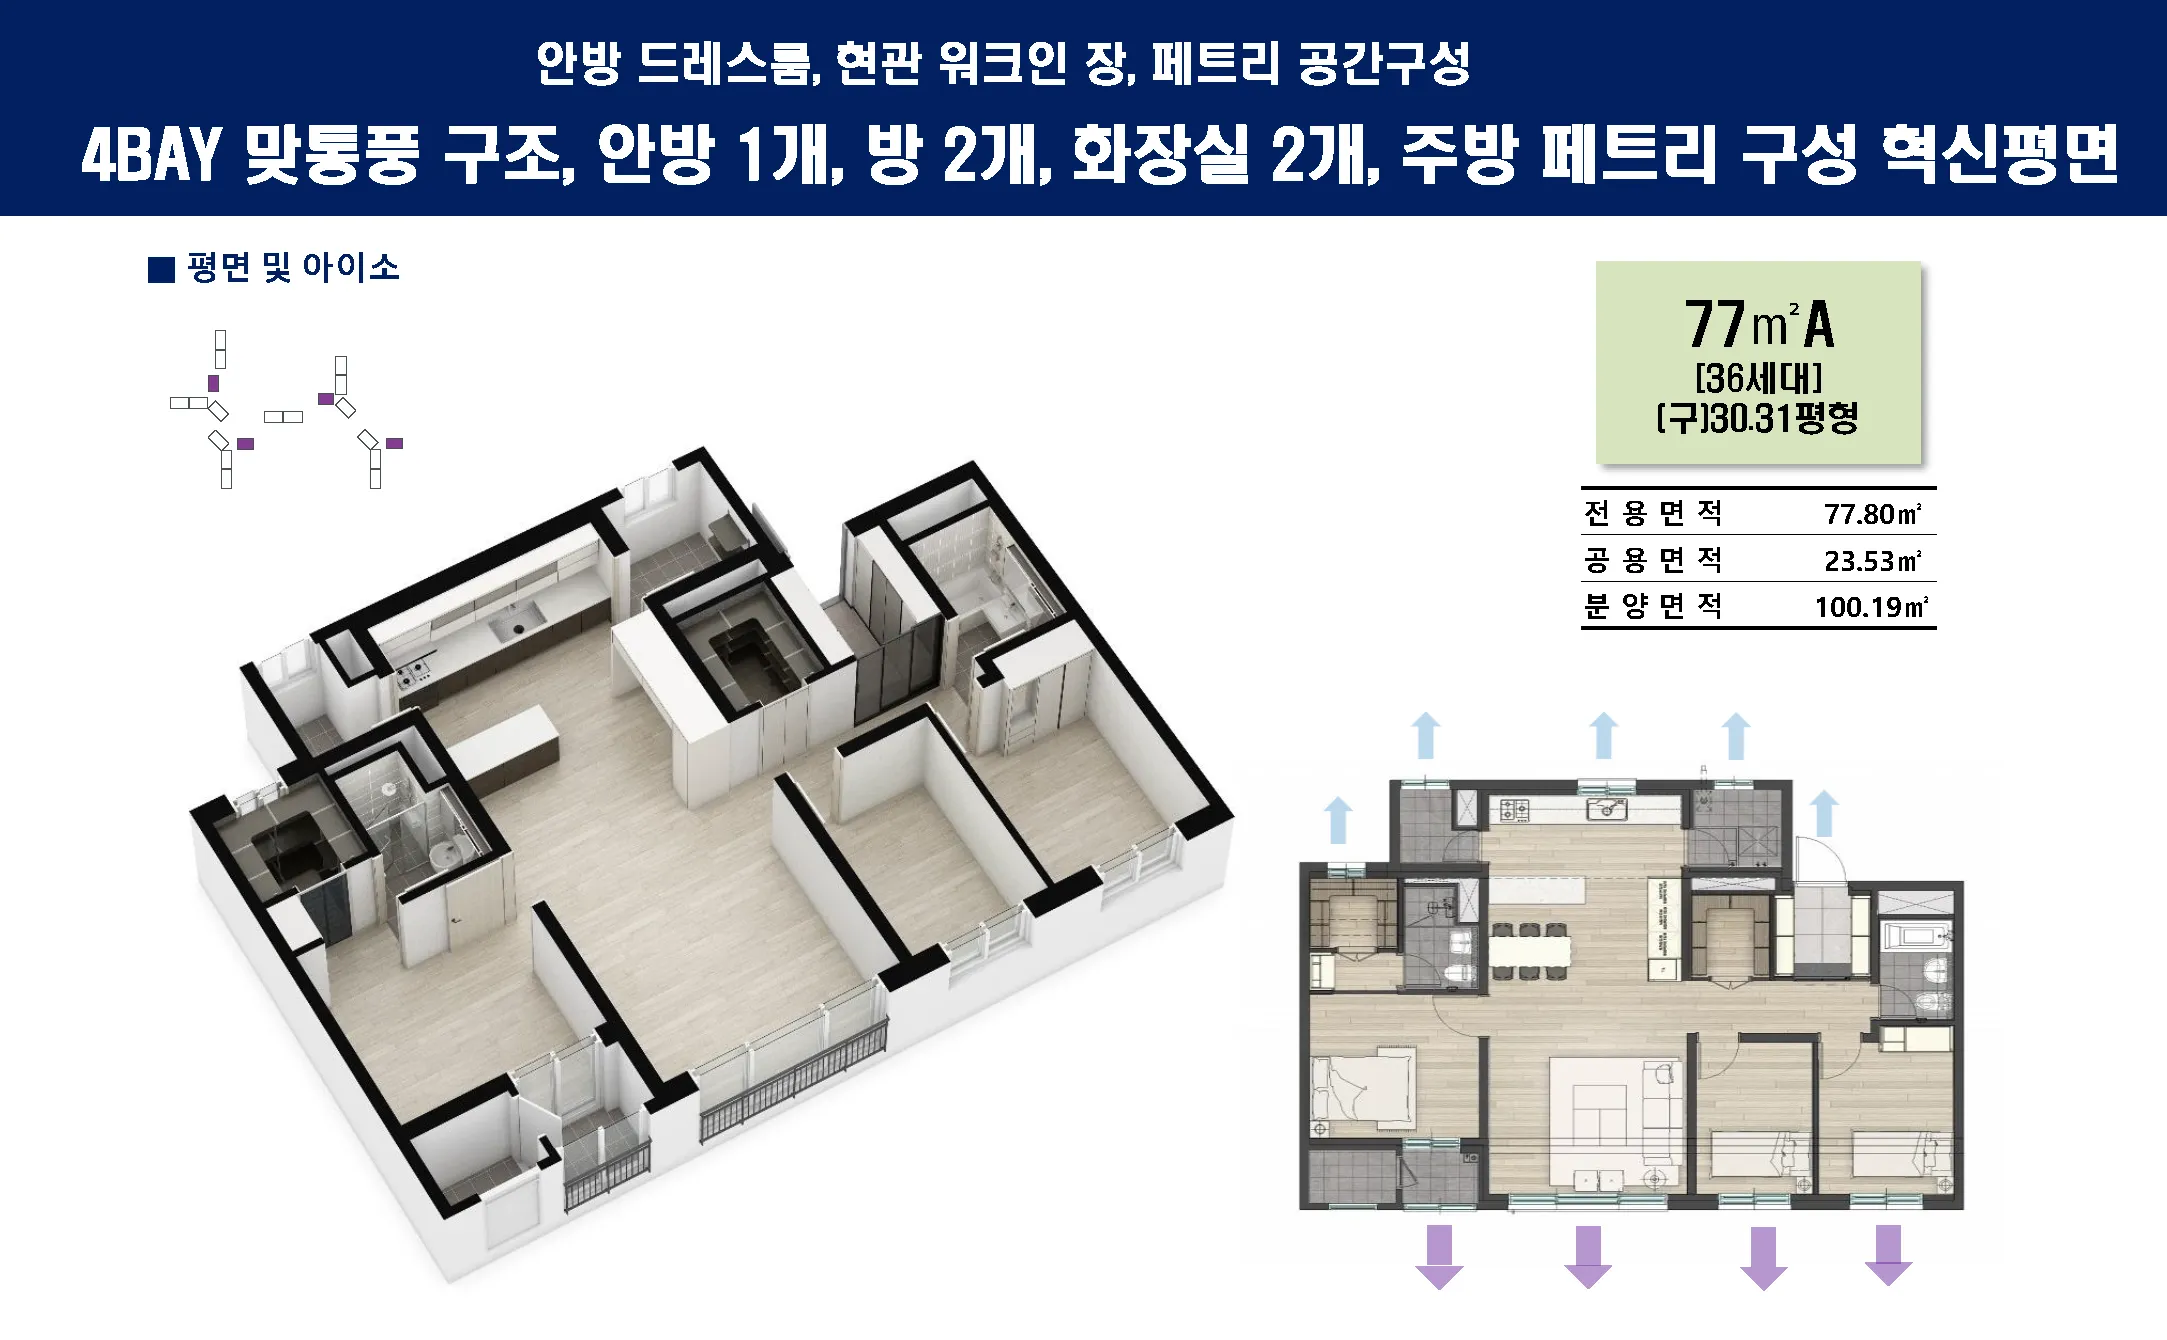 안방 드레스룸, 현관 워크인 장, 페트리 공간구성
4BAY 맞통풍 구조, 안방 1개, 방 2개, 화장실 2개, 주방 페트리 구성 혁신평면
■ 평면 및 아이소
77㎡A
[36세대]
(구)30.31평형
전용면적 77.80㎡
공용면적 23.53㎡
분양면적 100.19㎡